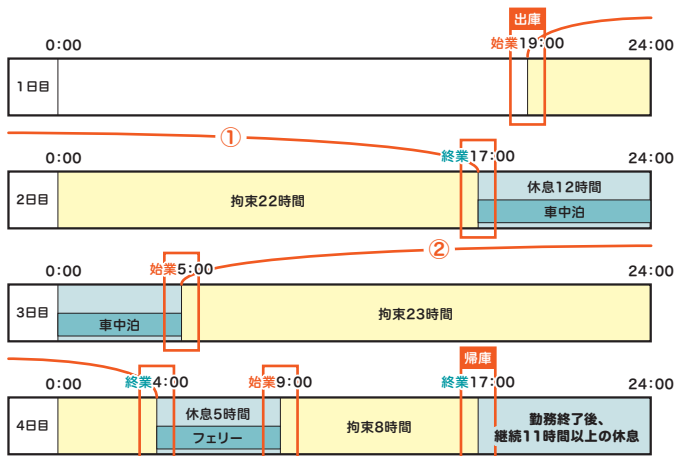 出庫
0:00 始業19:00 24:00
1日目
①
0:00 終業17:00 24:00
2日目 拘束22時間 休息12時間
車中泊
②
0:00 始業5:00 24:00
3日目 車中泊 拘束23時間
帰庫
0:00 終業4:00 始業9:00 終業17:00 24:00
4日目 休息5時間 フェリー 拘束8時間 勤務終了後、
継続11時間以上の休息